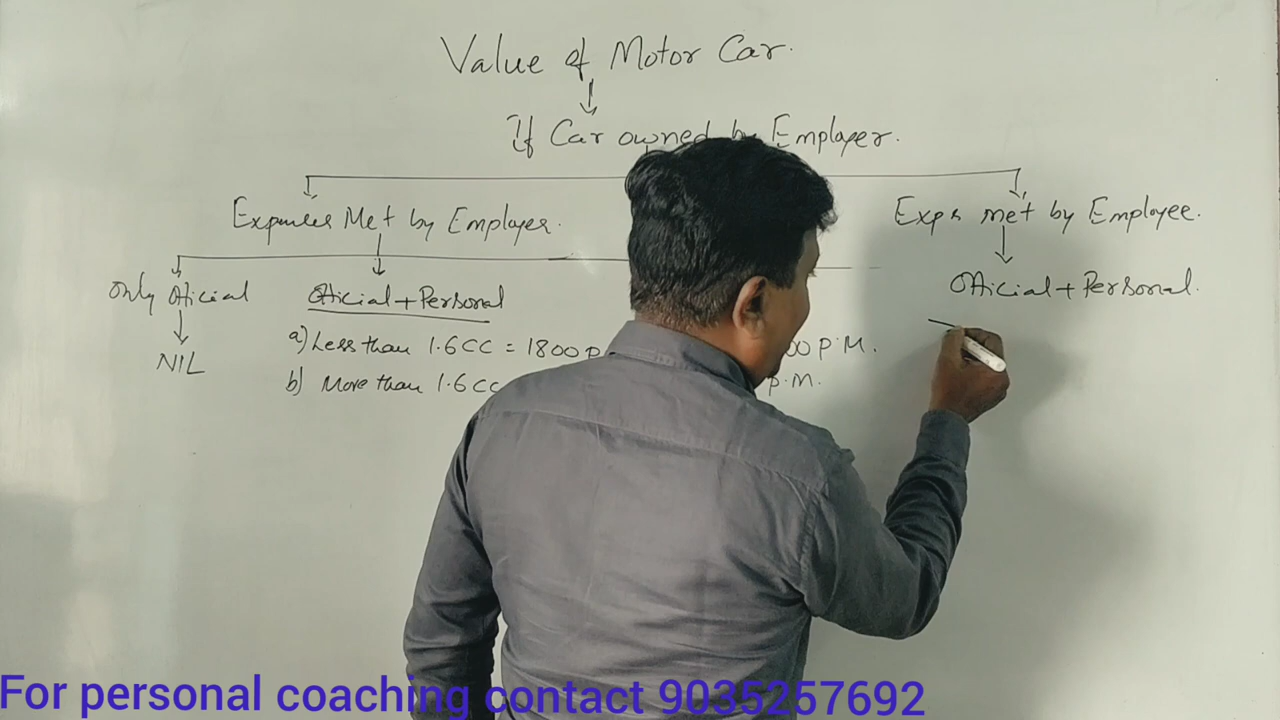 Value of Motor Car.
If Car owned by Employer.
Expenses Met by Employer.
Exps met by Employee.
Only Official
Official + Personal
Official + Personal.
NIL
a) Less than 1.6CC = 1800 P 00 P.M.
b) More than 1.6CC P.M.
For personal coaching contact 9035257692